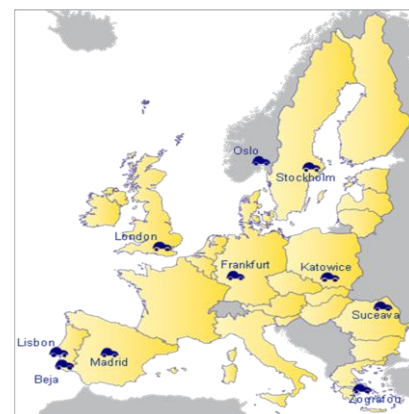 Oslo
Stockholm
London
Frankfurt
Katowice
Suceava
Lisbon
Madrid
Beja
Zografou